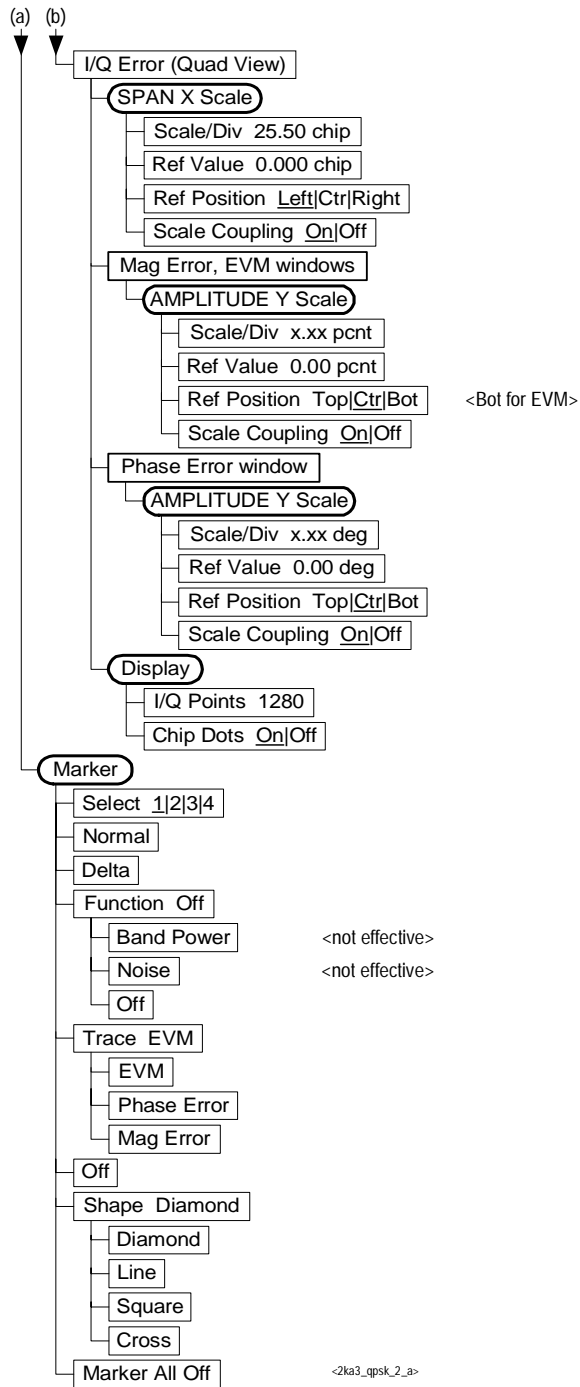 (a) (b)
I/Q Error (Quad View)
SPAN X Scale
Scale/Div 25.50 chip
Ref Value 0.000 chip
Ref Position Left|Ctr|Right
Scale Coupling On|Off
Mag Error, EVM windows
AMPLITUDE Y Scale
Scale/Div x.xx pcnt
Ref Value 0.00 pcnt
Ref Position Top|Ctr|Bot <Bot for EVM>
Scale Coupling On|Off
Phase Error window
AMPLITUDE Y Scale
Scale/Div x.xx deg
Ref Value 0.00 deg
Ref Position Top|Ctr|Bot
Scale Coupling On|Off
Display
I/Q Points 1280
Chip Dots On|Off
Marker
Select 1|2|3|4
Normal
Delta
Function Off
Band Power <not effective>
Noise <not effective>
Off
Trace EVM
EVM
Phase Error
Mag Error
Off
Shape Diamond
Diamond
Line
Square
Cross
Marker All Off <2ka3_qpsk_2_a>